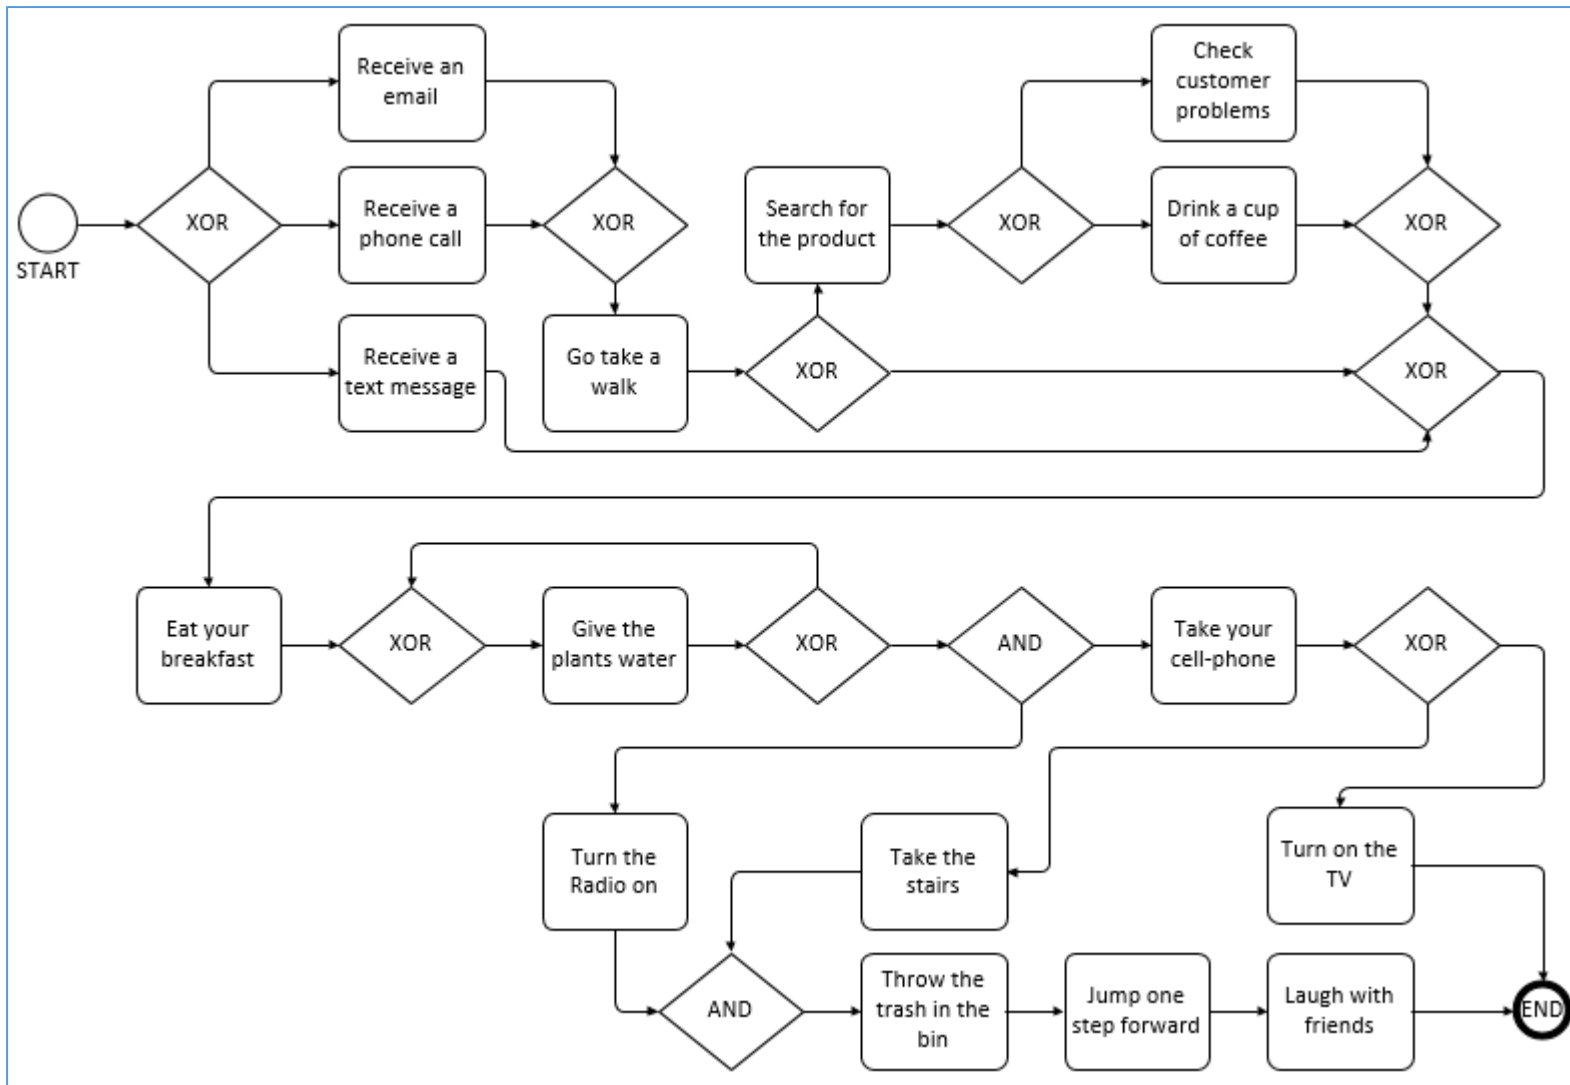 Receive an
email
Check
customer
problems
START
XOR
Receive a
phone call
XOR
Search for
the product
XOR
Drink a cup
of coffee
XOR
Receive a
text message
Go take a
walk
XOR
XOR
Eat your
breakfast
XOR
Give the
plants water
XOR
AND
Take your
cell-phone
XOR
Turn the
Radio on
Take the
stairs
Turn on the
TV
AND
Throw the
trash in the
bin
Jump one
step forward
Laugh with
friends
END